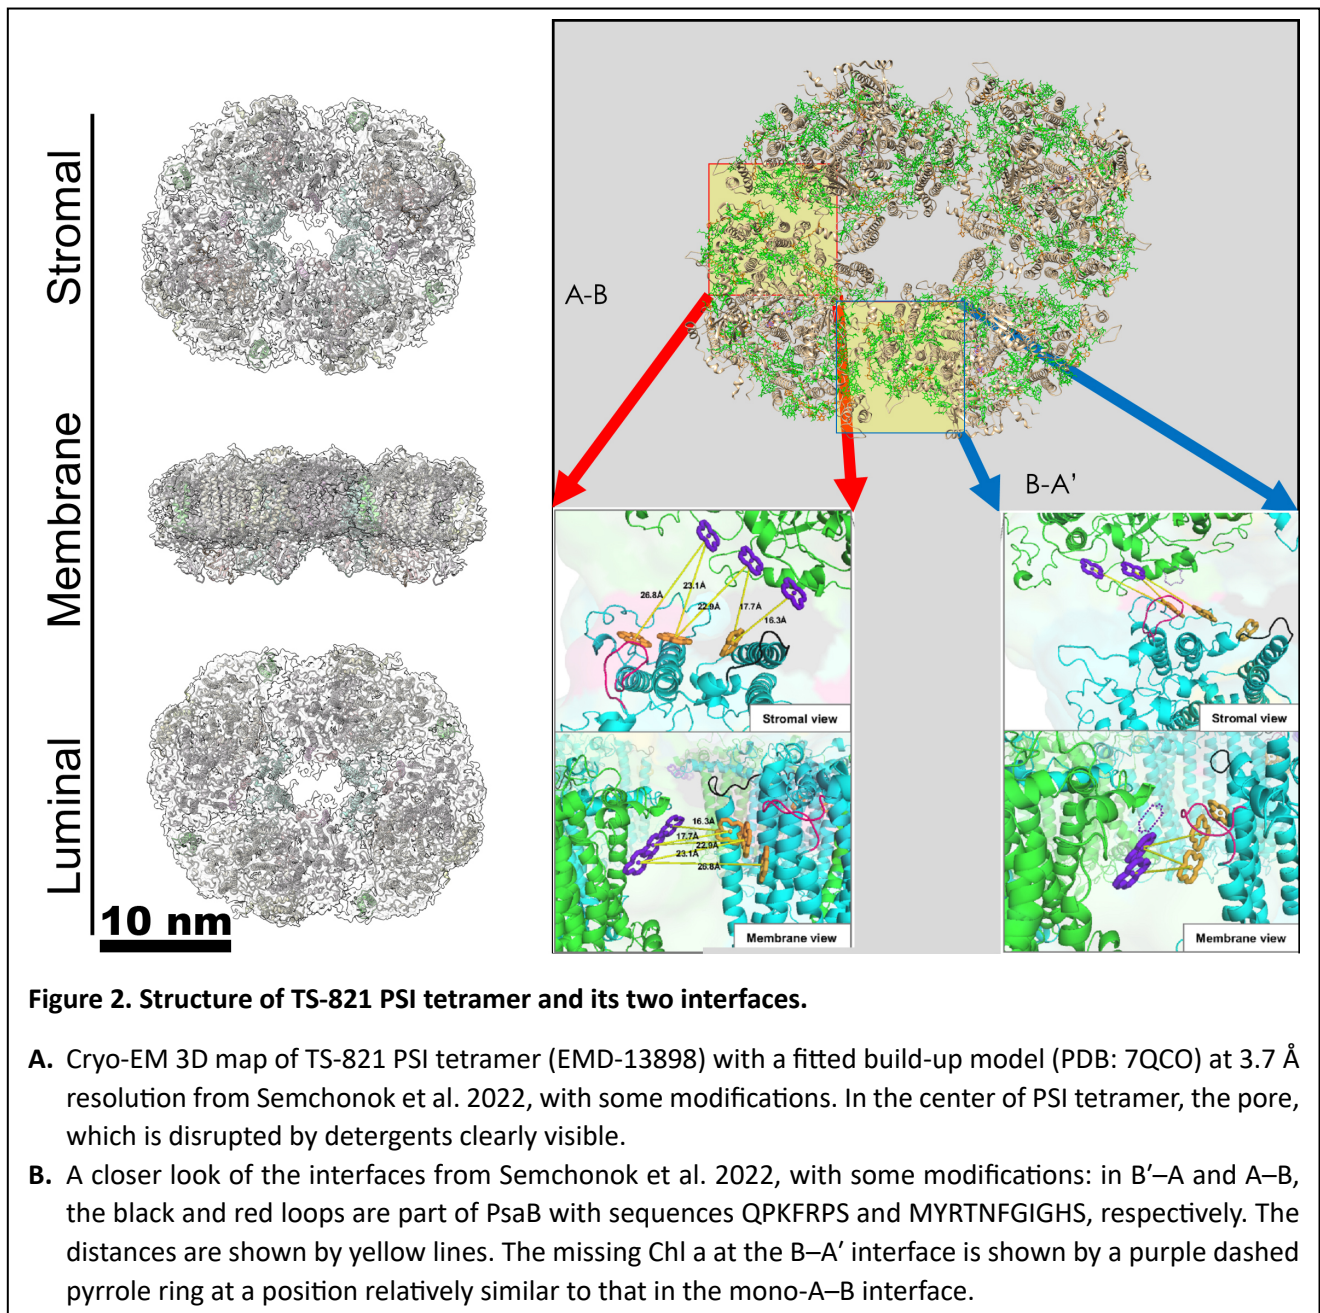 Stromal
Membrane
Luminal
10 nm
A-B
B-A'
26.8Å
23.1Å
22.9Å
17.7Å
16.3Å
Stromal view
16.3Å
17.7Å
22.9Å
23.1Å
26.8Å
Membrane view
Stromal view
Membrane view
Figure 2. Structure of TS-821 PSI tetramer and its two interfaces.
A. Cryo-EM 3D map of TS-821 PSI tetramer (EMD-13898) with a fitted build-up model (PDB: 7QCO) at 3.7 Å
resolution from Semchonok et al. 2022, with some modifications. In the center of PSI tetramer, the pore,
which is disrupted by detergents clearly visible.
B. A closer look of the interfaces from Semchonok et al. 2022, with some modifications: in B′–A and A–B,
the black and red loops are part of PsaB with sequences QPKFRPS and MYRTNFGIGHS, respectively. The
distances are shown by yellow lines. The missing Chl a at the B–A′ interface is shown by a purple dashed
pyrrole ring at a position relatively similar to that in the mono-A–B interface.